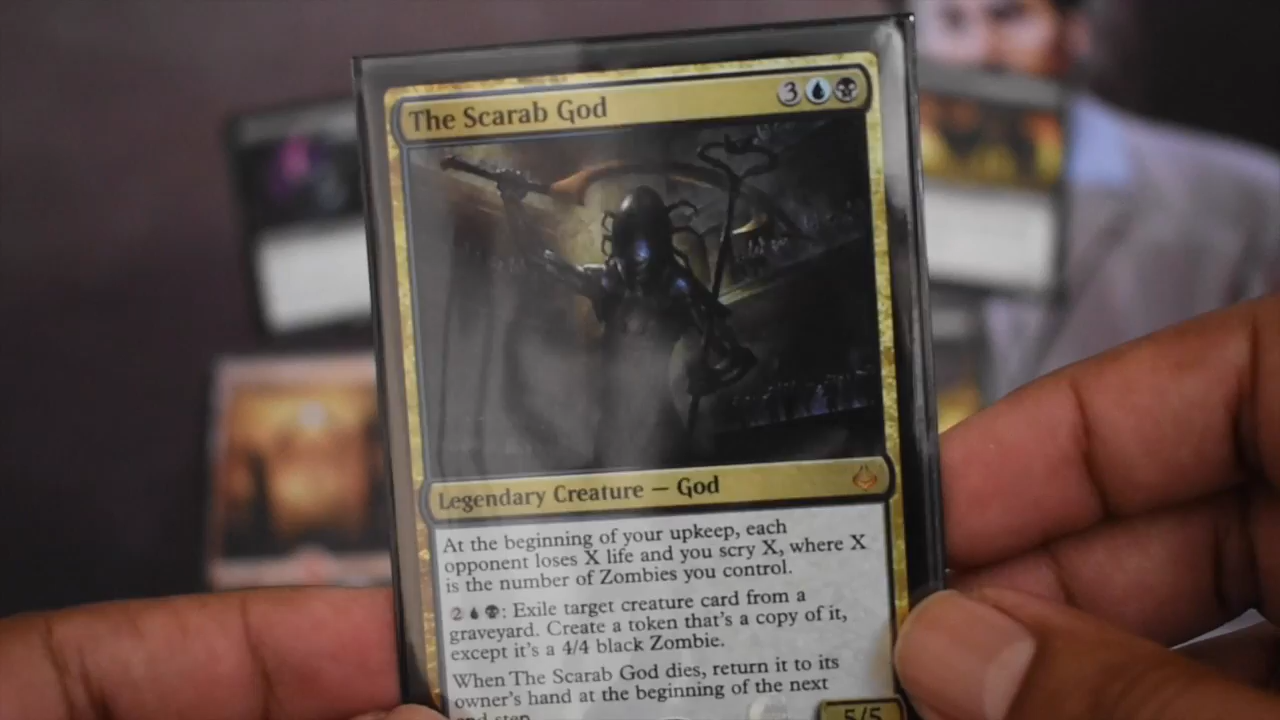 The Scarab God 3
Legendary Creature — God
At the beginning of your upkeep, each
opponent loses X life and you scry X, where X
is the number of Zombies you control.
2: Exile target creature card from a
graveyard. Create a token that's a copy of it,
except it's a 4/4 black Zombie.
When The Scarab God dies, return it to its
owner's hand at the beginning of the next
end step.
5/5